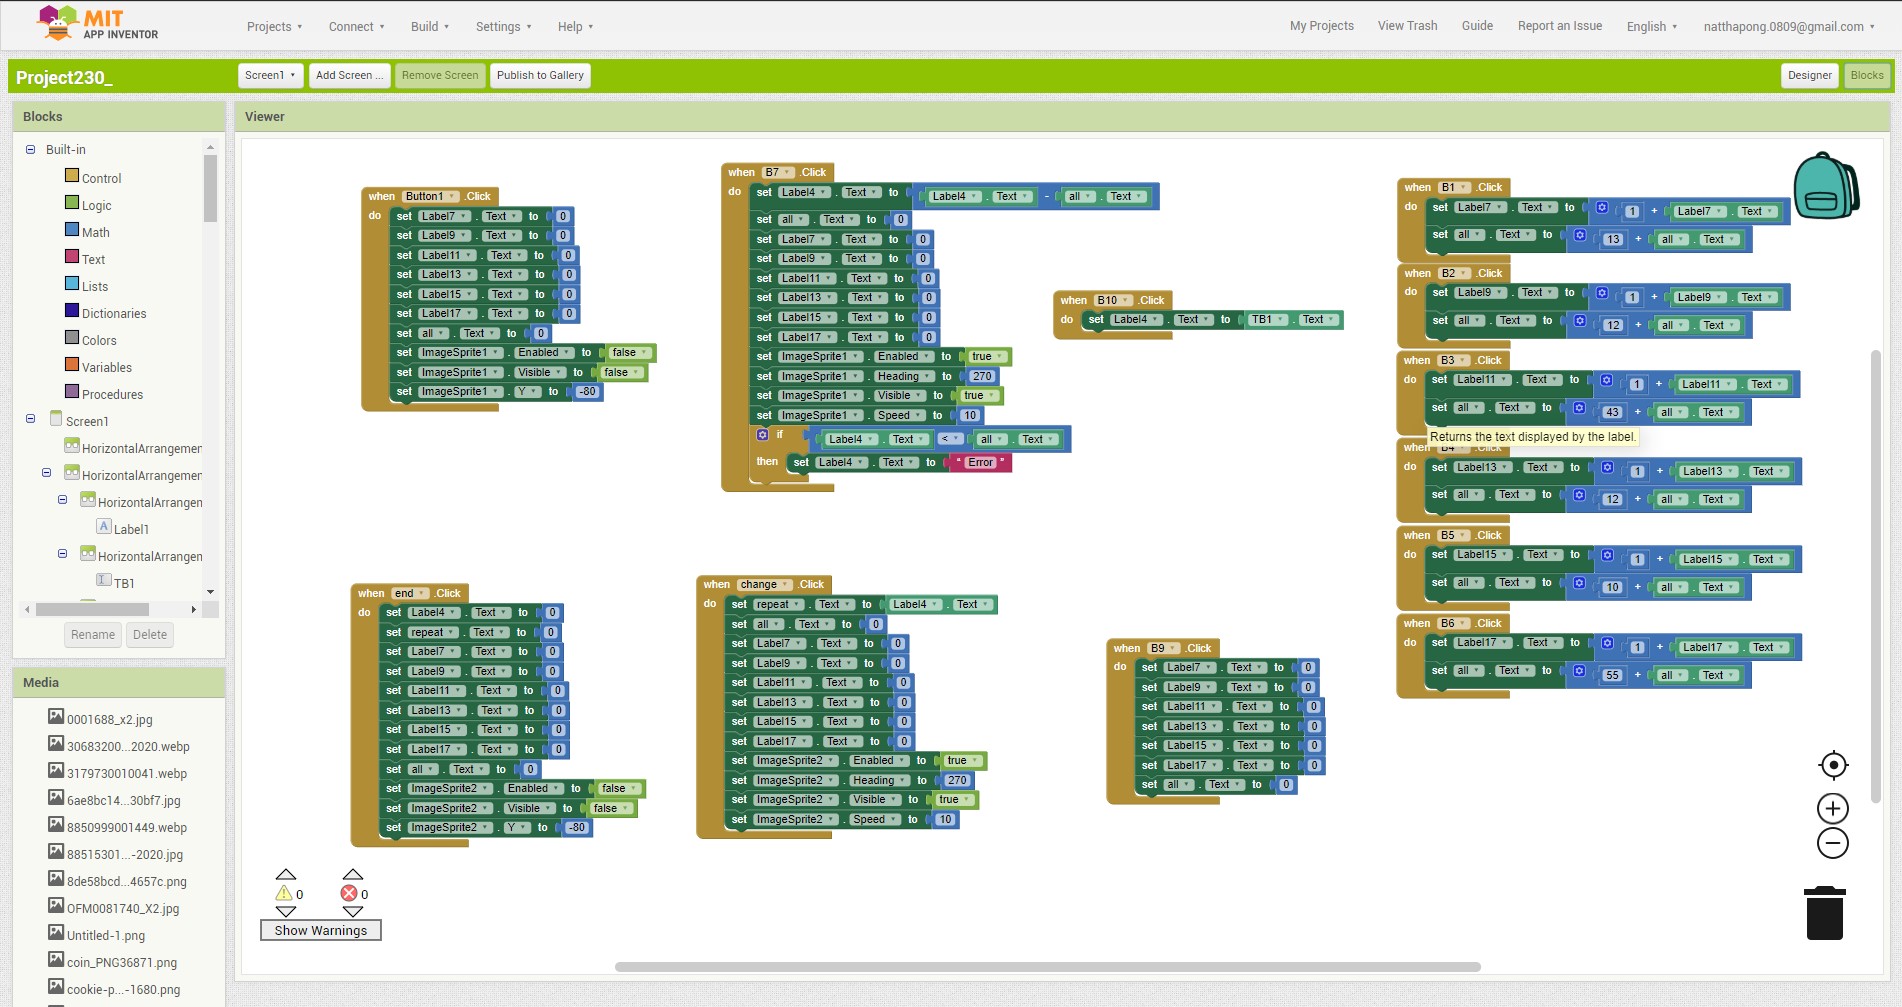 MIT
APP INVENTOR
Projects Connect Build Settings Help My Projects View Trash Guide Report an Issue English natthapong.0809@gmail.com
Project230_ Screen1 Add Screen ... Remove Screen Publish to Gallery Designer Blocks
Blocks
Built-in
Control
Logic
Math
Text
Lists
Dictionaries
Colors
Variables
Procedures
Screen1
HorizontalArrangemen
HorizontalArrangemen
HorizontalArrangen
Label1
HorizontalArrangen
TB1
Rename Delete
Media
0001688_x2.jpg
30683200...2020.webp
3179730010041.webp
6ae8bc14...30bf7.jpg
8850999001449.webp
88515301...-2020.jpg
8de58bcd...4657c.png
OFM0081740_X2.jpg
Untitled-1.png
coin_PNG36871.png
cookie-p...-1680.png
Viewer
when Button1 .Click
do set Label7 . Text to 0
set Label9 . Text to 0
set Label11 . Text to 0
set Label13 . Text to 0
set Label15 . Text to 0
set Label17 . Text to 0
set all . Text to 0
set ImageSprite1 . Enabled to false
set ImageSprite1 . Visible to false
set ImageSprite1 . Y to -80
when B7 .Click
do set Label4 . Text to Label4 . Text - all . Text
set all . Text to 0
set Label7 . Text to 0
set Label9 . Text to 0
set Label11 . Text to 0
set Label13 . Text to 0
set Label15 . Text to 0
set Label17 . Text to 0
set ImageSprite1 . Enabled to true
set ImageSprite1 . Heading to 270
set ImageSprite1 . Visible to true
set ImageSprite1 . Speed to 10
if Label4 . Text < all . Text
then set Label4 . Text to " Error "
when B10 .Click
do set Label4 . Text to TB1 . Text
when B1 .Click
do set Label7 . Text to 1 + Label7 . Text
set all . Text to 13 + all . Text
when B2 .Click
do set Label9 . Text to 1 + Label9 . Text
set all . Text to 12 + all . Text
when B3 .Click
do set Label11 . Text to 1 + Label11 . Text
set all . Text to 43 + all . Text
Returns the text displayed by the label.
when B4 .Click
do set Label13 . Text to 1 + Label13 . Text
set all . Text to 12 + all . Text
when B5 .Click
do set Label15 . Text to 1 + Label15 . Text
set all . Text to 10 + all . Text
when B6 .Click
do set Label17 . Text to 1 + Label17 . Text
set all . Text to 55 + all . Text
when end .Click
do set Label4 . Text to 0
set repeat . Text to 0
set Label7 . Text to 0
set Label9 . Text to 0
set Label11 . Text to 0
set Label13 . Text to 0
set Label15 . Text to 0
set Label17 . Text to 0
set all . Text to 0
set ImageSprite2 . Enabled to false
set ImageSprite2 . Visible to false
set ImageSprite2 . Y to -80
when change .Click
do set repeat . Text to Label4 . Text
set all . Text to 0
set Label7 . Text to 0
set Label9 . Text to 0
set Label11 . Text to 0
set Label13 . Text to 0
set Label15 . Text to 0
set Label17 . Text to 0
set ImageSprite2 . Enabled to true
set ImageSprite2 . Heading to 270
set ImageSprite2 . Visible to true
set ImageSprite2 . Speed to 10
when B9 .Click
do set Label7 . Text to 0
set Label9 . Text to 0
set Label11 . Text to 0
set Label13 . Text to 0
set Label15 . Text to 0
set Label17 . Text to 0
set all . Text to 0
0 0
Show Warnings